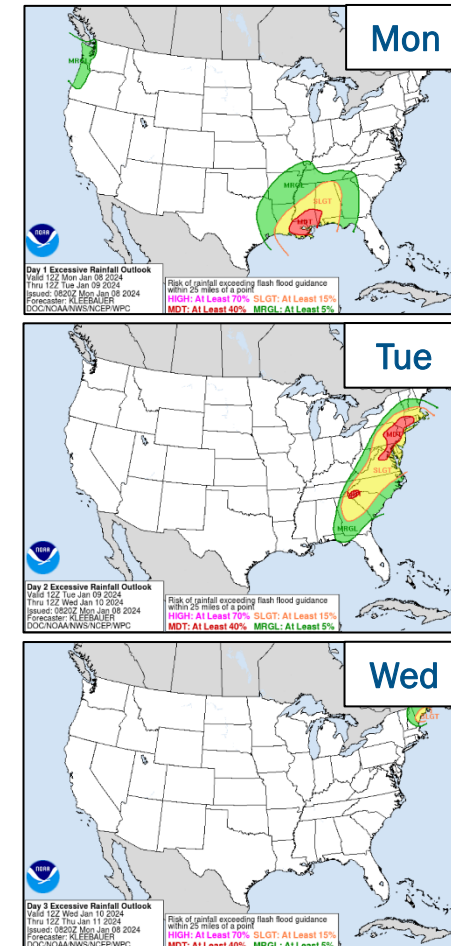 Mon
MRGL
MRGL
SLGT
MDT
NOAA
Day 1 Excessive Rainfall Outlook
Valid 12Z Mon Jan 08 2024
Thru 12Z Tue Jan 09 2024
Issued: 0820Z Mon Jan 08 2024
Forecaster: KLEEBAUER
DOC/NOAA/NWS/NCEP/WPC
Risk of rainfall exceeding flash flood guidance
within 25 miles of a point
HIGH: At Least 70% SLGT: At Least 15%
MDT: At Least 40% MRGL: At Least 5%
Tue
MDT
SLGT
MDT
MRGL
NOAA
Day 2 Excessive Rainfall Outlook
Valid 12Z Tue Jan 09 2024
Thru 12Z Wed Jan 10 2024
Issued: 0820Z Mon Jan 08 2024
Forecaster: KLEEBAUER
DOC/NOAA/NWS/NCEP/WPC
Risk of rainfall exceeding flash flood guidance
within 25 miles of a point
HIGH: At Least 70% SLGT: At Least 15%
MDT: At Least 40% MRGL: At Least 5%
Wed
SLGT
NOAA
Day 3 Excessive Rainfall Outlook
Valid 12Z Wed Jan 10 2024
Thru 12Z Thu Jan 11 2024
Issued: 0820Z Mon Jan 08 2024
Forecaster: KLEEBAUER
DOC/NOAA/NWS/NCEP/WPC
Risk of rainfall exceeding flash flood guidance
within 25 miles of a point
HIGH: At Least 70% SLGT: At Least 15%
MDT: At Least 40% MRGL: At Least 5%